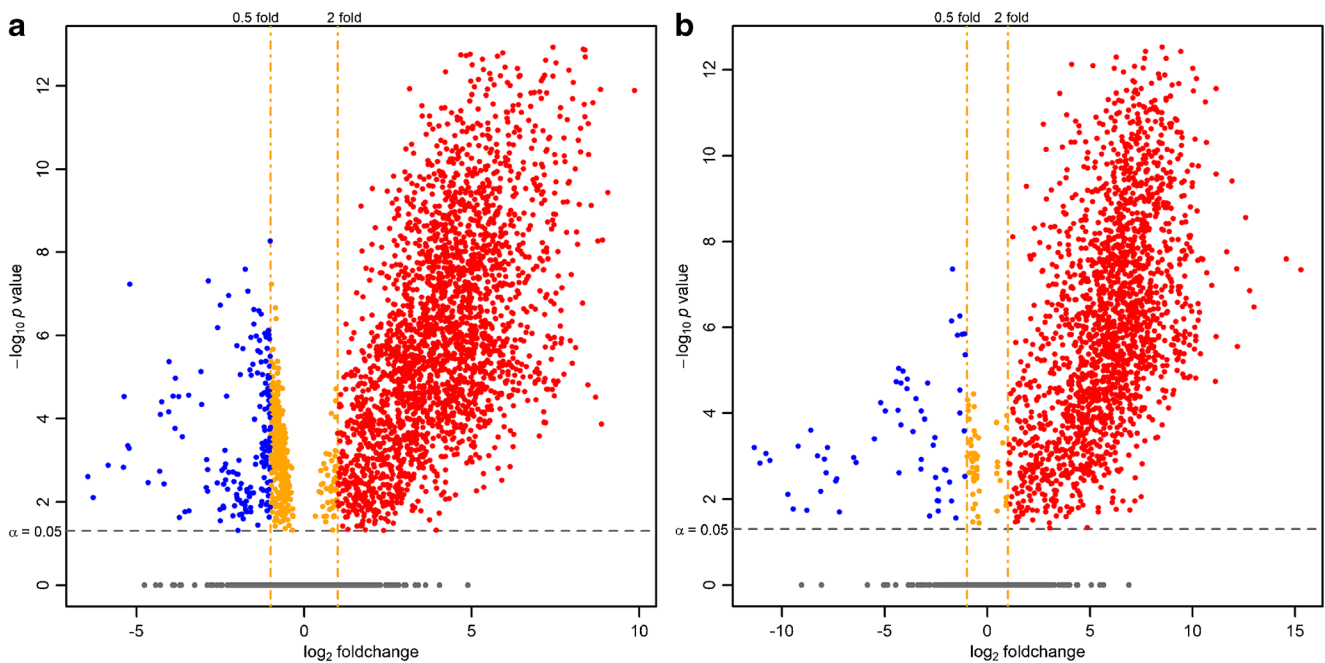 a
0.5 fold 2 fold
12
10
8
6
4
2
α = 0.05
0
−log10 p value
-5 0 5 10
log2 foldchange
b
0.5 fold 2 fold
12
10
8
6
4
2
α = 0.05
0
−log10 p value
-10 -5 0 5 10 15
log2 foldchange